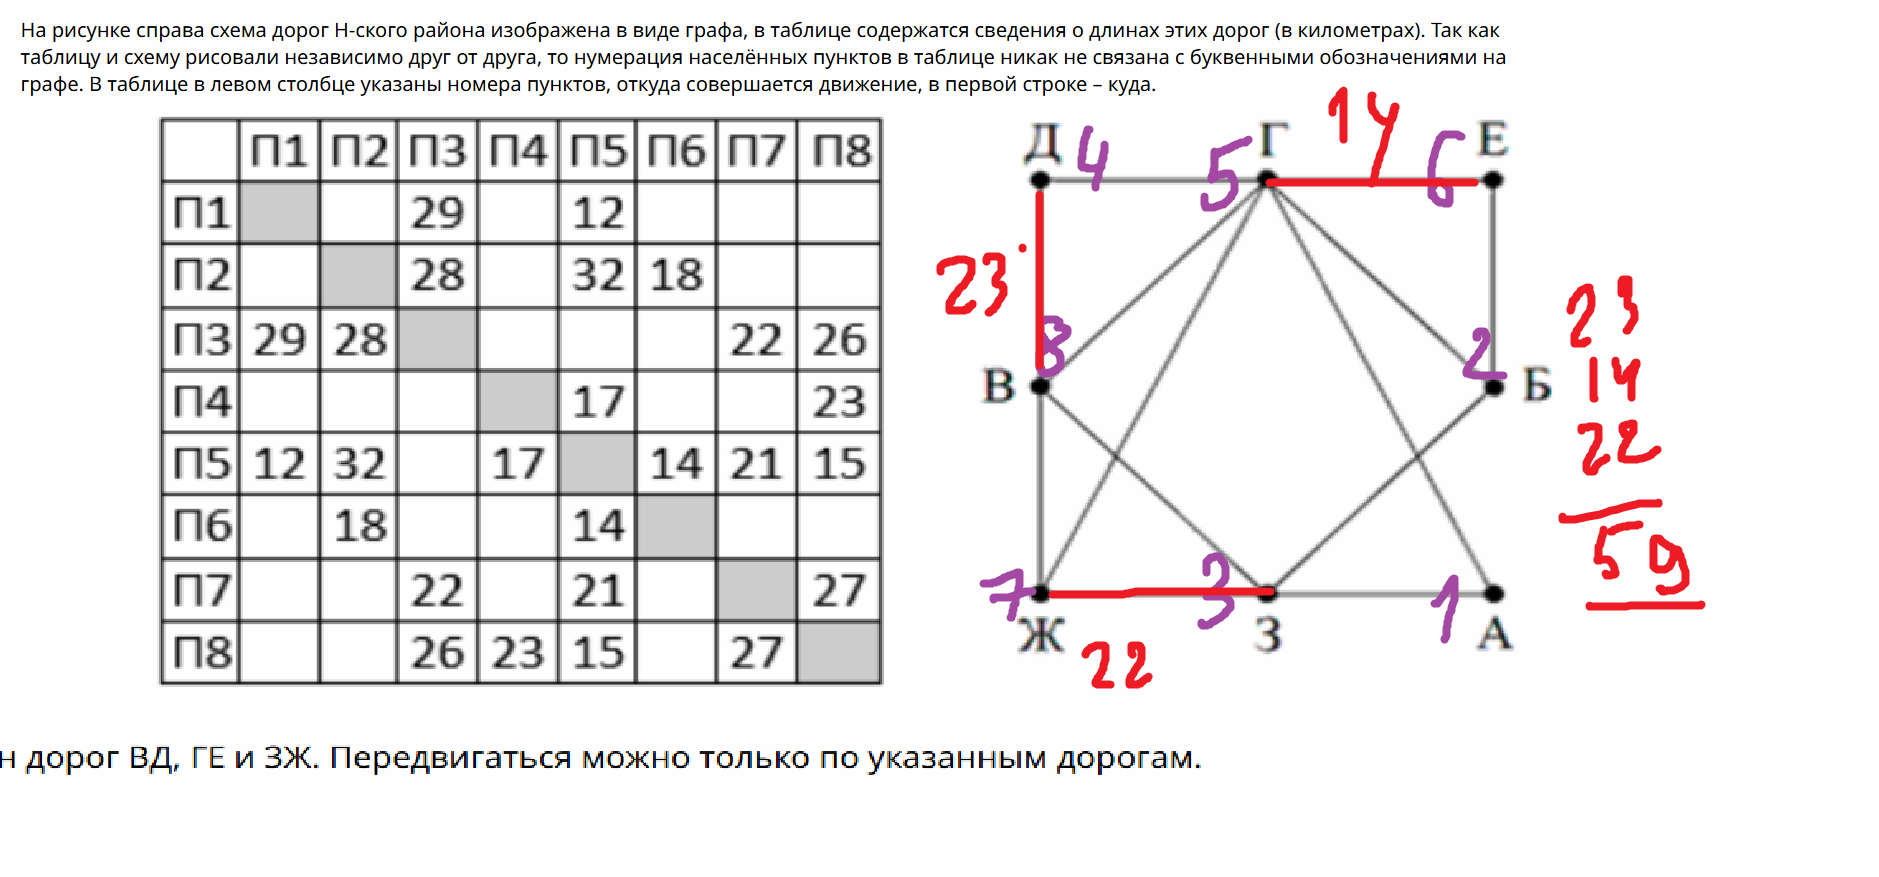 На рисунке справа схема дорог Н-ского района изображена в виде графа, в таблице содержатся сведения о длинах этих дорог (в километрах). Так как
таблицу и схему рисовали независимо друг от друга, то нумерация населённых пунктов в таблице никак не связана с буквенными обозначениями на
графе. В таблице в левом столбце указаны номера пунктов, откуда совершается движение, в первой строке – куда.
П1 П2 П3 П4 П5 П6 П7 П8
П1 29 12
П2 28 32 18
П3 29 28 22 26
П4 17 23
П5 12 32 17 14 21 15
П6 18 14
П7 22 21 27
П8 26 23 15 27
14
Д 4 5 Г 6 Е
23
8 2
В Б
7 3 1
Ж З А
22
23
14
22
59
н дорог ВД, ГЕ и ЗЖ. Передвигаться можно только по указанным дорогам.